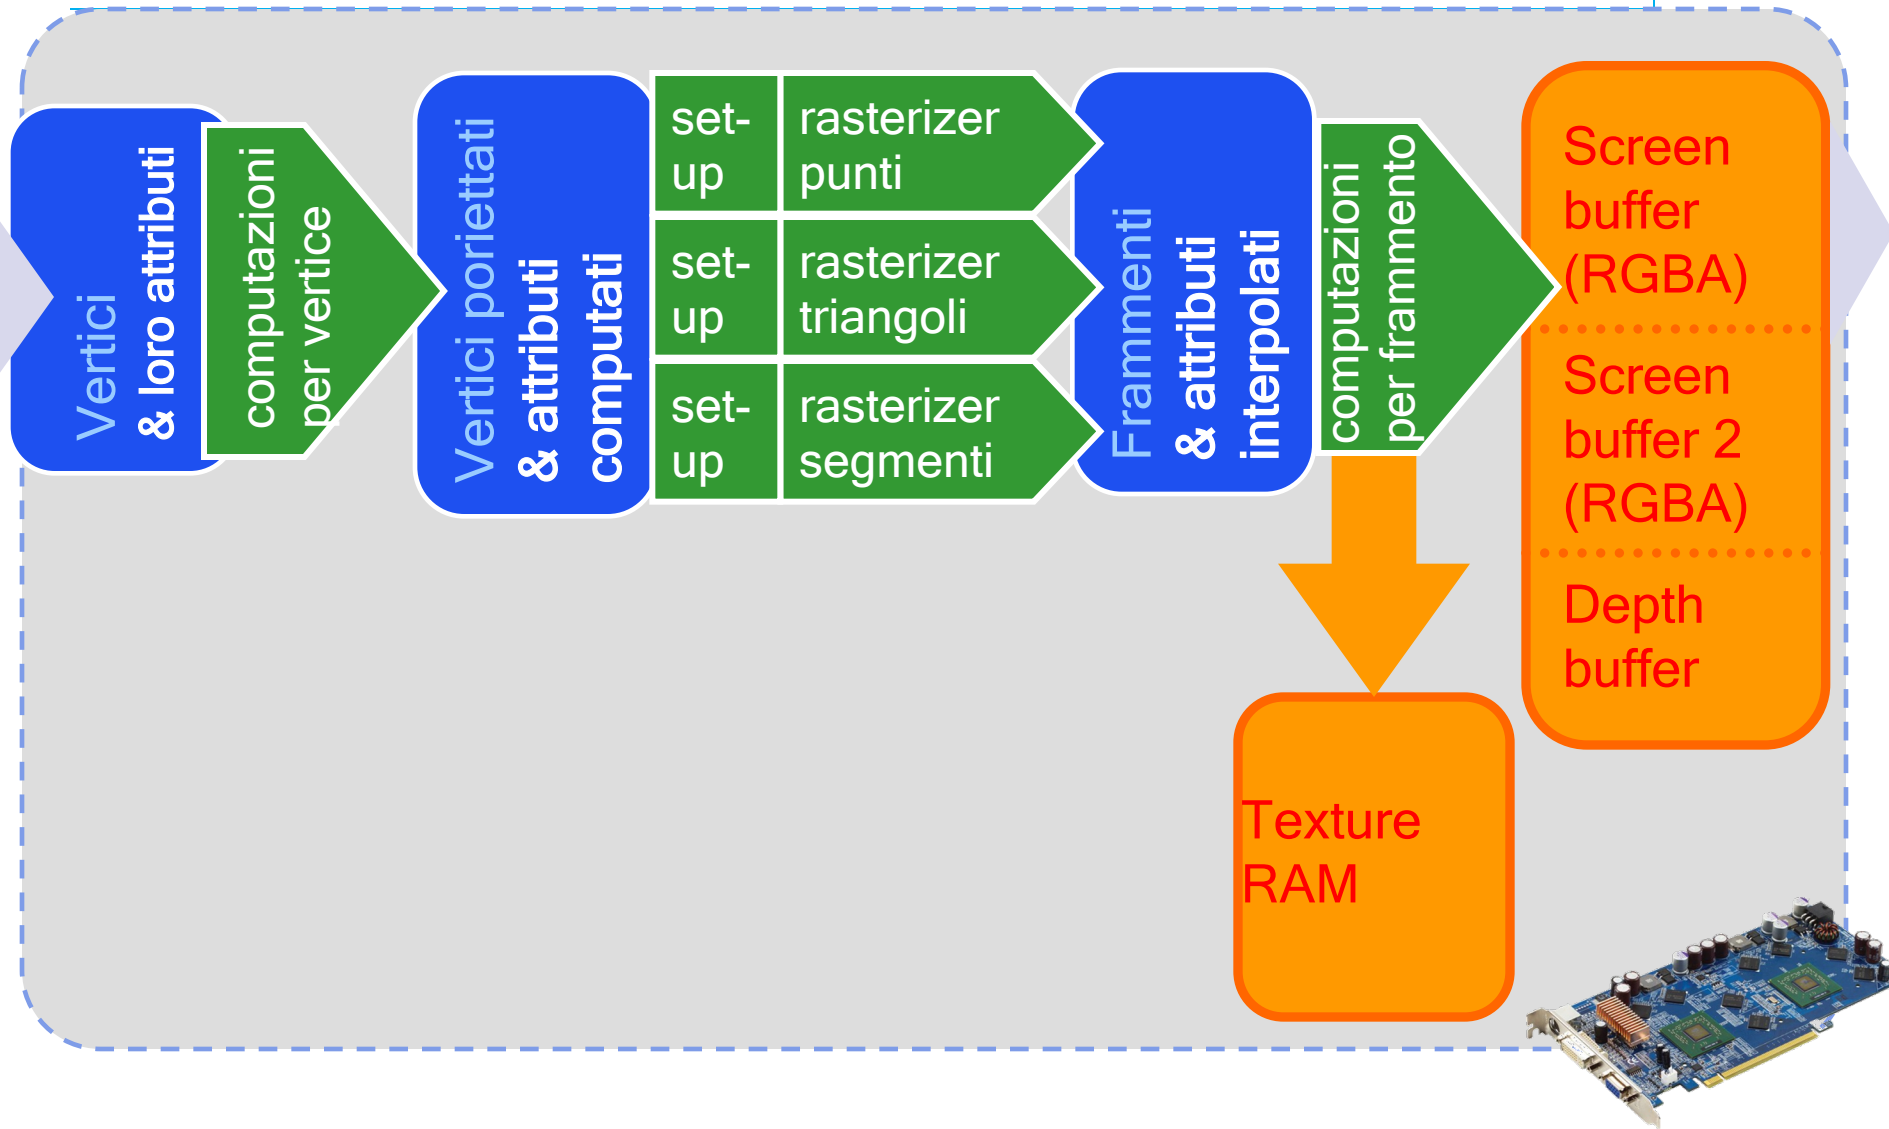 Vertici
& loro attributi
computazioni
per vertice
Vertici poriettati
& attributi
computati
set-
up
rasterizer
punti
set-
up
rasterizer
triangoli
set-
up
rasterizer
segmenti
Frammenti
& attributi
interpolati
computazioni
per frammento
Screen
buffer
(RGBA)
Screen
buffer 2
(RGBA)
Depth
buffer
Texture
RAM